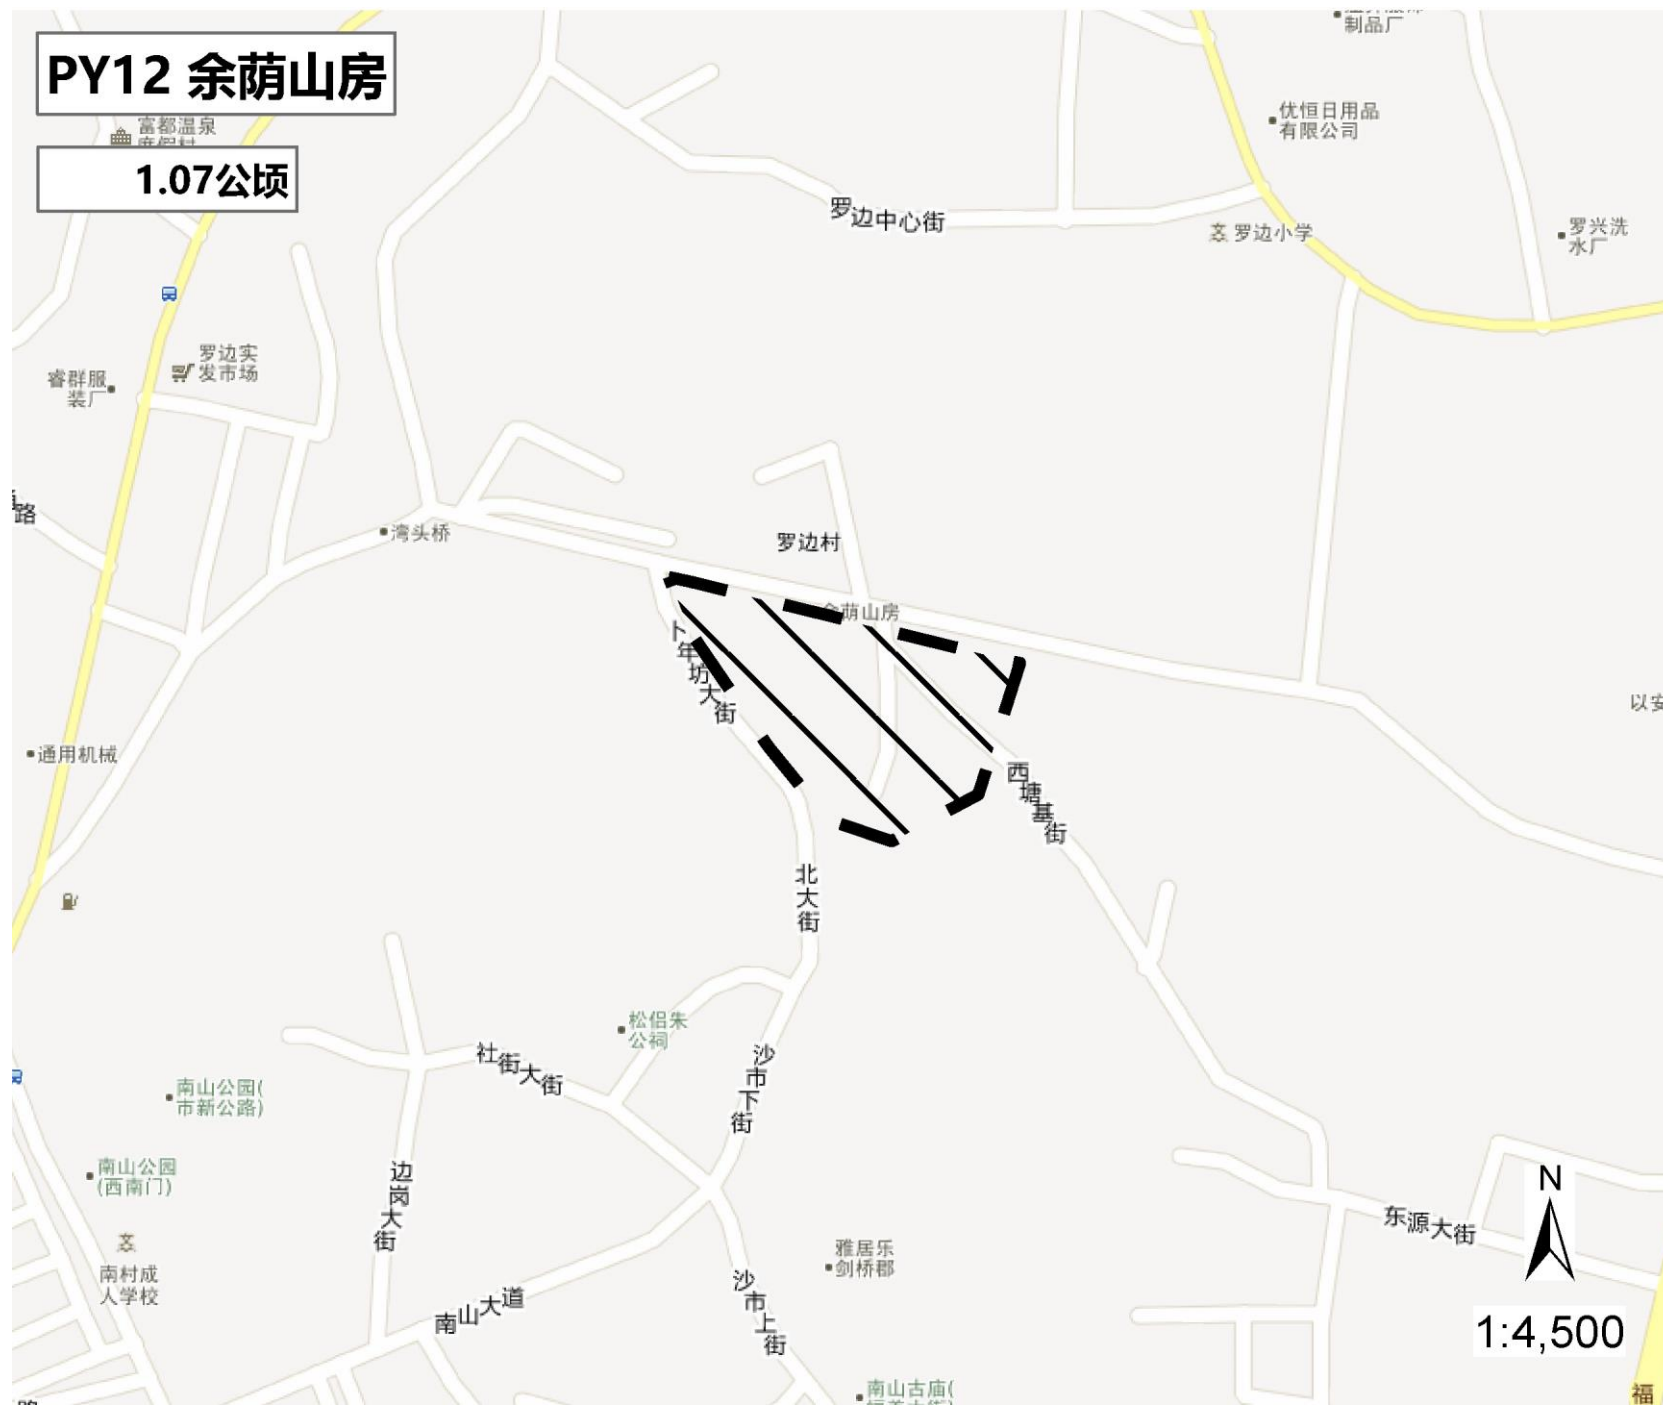 PY12 余荫山房
富都温泉
1.07公顷
制品厂
优恒日用品
有限公司
罗边中心街
罗边小学
罗兴洗
水厂
罗边实
发市场
睿群服
装厂
路
湾头桥
罗边村
余荫山房
卜年坊大街
以安
通用机械
西塘基街
北大街
松侣朱
公祠
社街大街
沙市下街
南山公园(
市新公路)
南山公园
(西南门)
边岗大街
N
东源大街
南村成
人学校
雅居乐
剑桥郡
南山大道
沙市上街
1:4,500
南山古庙(
福